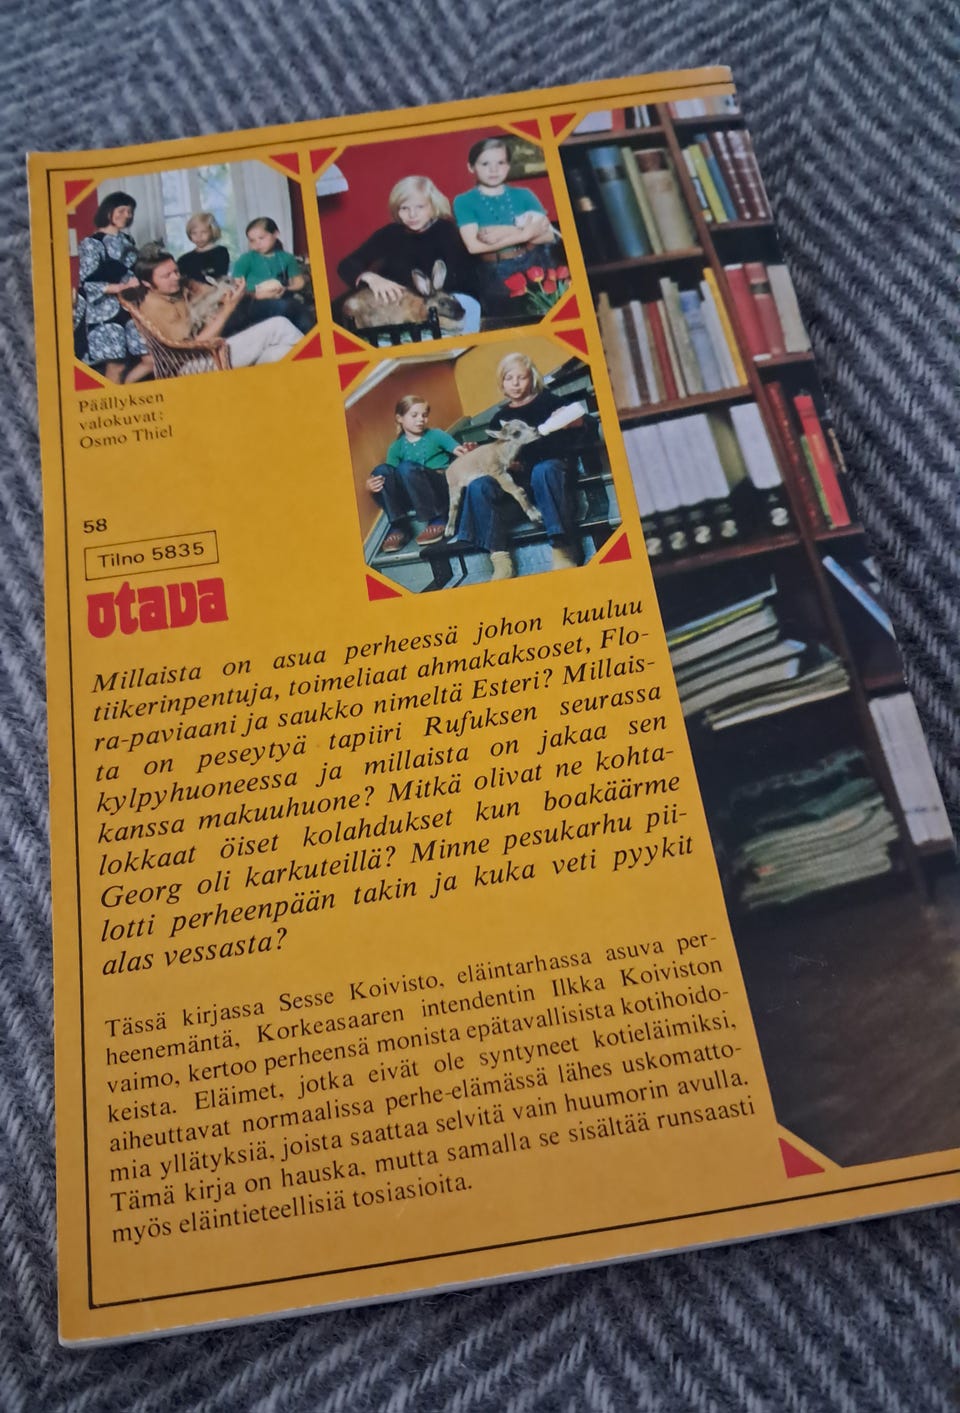 Päällyksen
valokuvat:
Osmo Thiel
58
Tilno 5835
otava
Millaista on asua perheessä johon kuuluu
tiikerinpentuja, toimeliaat ahmakaksoset, Flo-
ra-paviaani ja saukko nimeltä Esteri? Millais-
ta on peseytyä tapiiri Rufuksen seurassa
kylpyhuoneessa ja millaista on jakaa sen
kanssa makuuhuone? Mitkä olivat ne kohta-
lokkaat öiset kolahdukset kun boakäärme
Georg oli karkuteillä? Minne pesukarhu pii-
lotti perheenpään takin ja kuka veti pyykit
alas vessasta?
Tässä kirjassa Sesse Koivisto, eläintarhassa asuva per-
heenemäntä, Korkeasaaren intendentin Ilkka Koiviston
vaimo, kertoo perheensä monista epätavallisista kotihoido-
keista. Eläimet, jotka eivät ole syntyneet kotieläimiksi,
aiheuttavat normaalissa perhe-elämässä lähes uskomatto-
mia yllätyksiä, joista saattaa selvitä vain huumorin avulla.
Tämä kirja on hauska, mutta samalla se sisältää runsaasti
myös eläintieteellisiä tosiasioita.